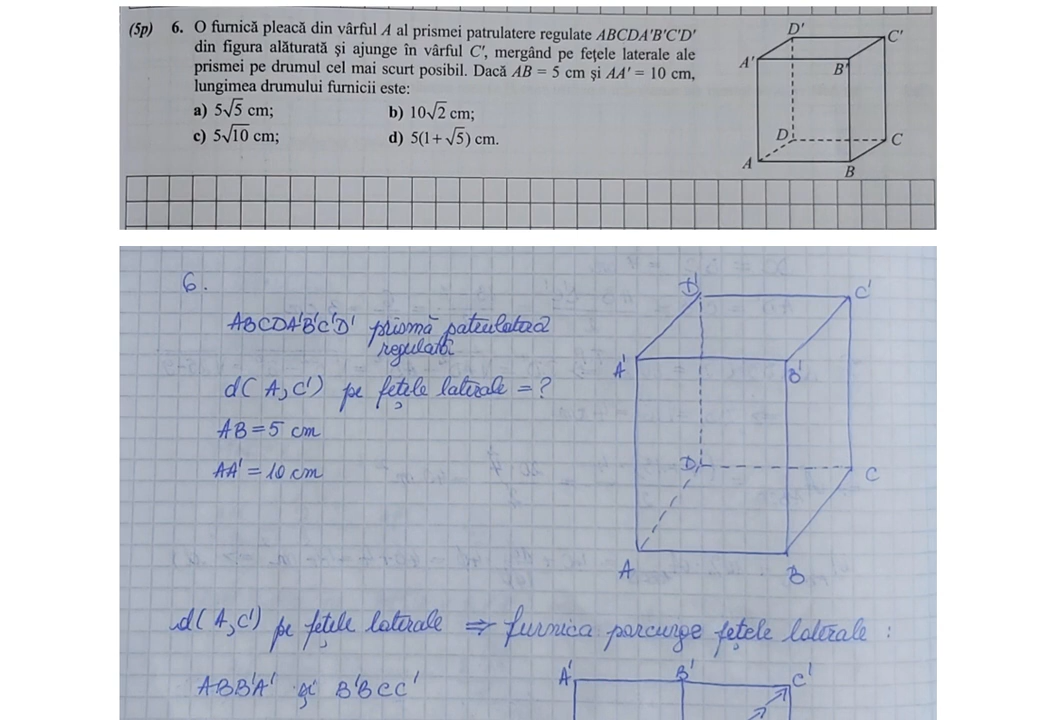 (5p) 6. O furnică pleacă din vârful A al prismei patrulatere regulate ABCDA'B'C'D'
din figura alăturată și ajunge în vârful C', mergând pe fețele laterale ale
prismei pe drumul cel mai scurt posibil. Dacă AB = 5 cm și AA' = 10 cm,
lungimea drumului furnicii este:
a) 5√5 cm; b) 10√2 cm;
c) 5√10 cm; d) 5(1+√5) cm.
D' C'
A' B'
D C
A B
6.
ABCDA'B'C'D' prismă patrulateră
regulată
d(A,C') pe fețele laterale = ?
AB = 5 cm
AA' = 10 cm
D' C'
A' B'
D C
A B
d(A,C') pe fețele laterale ⇒ furnica parcurge fețele laterale :
ABB'A' și B'BCC'
A' B' C'